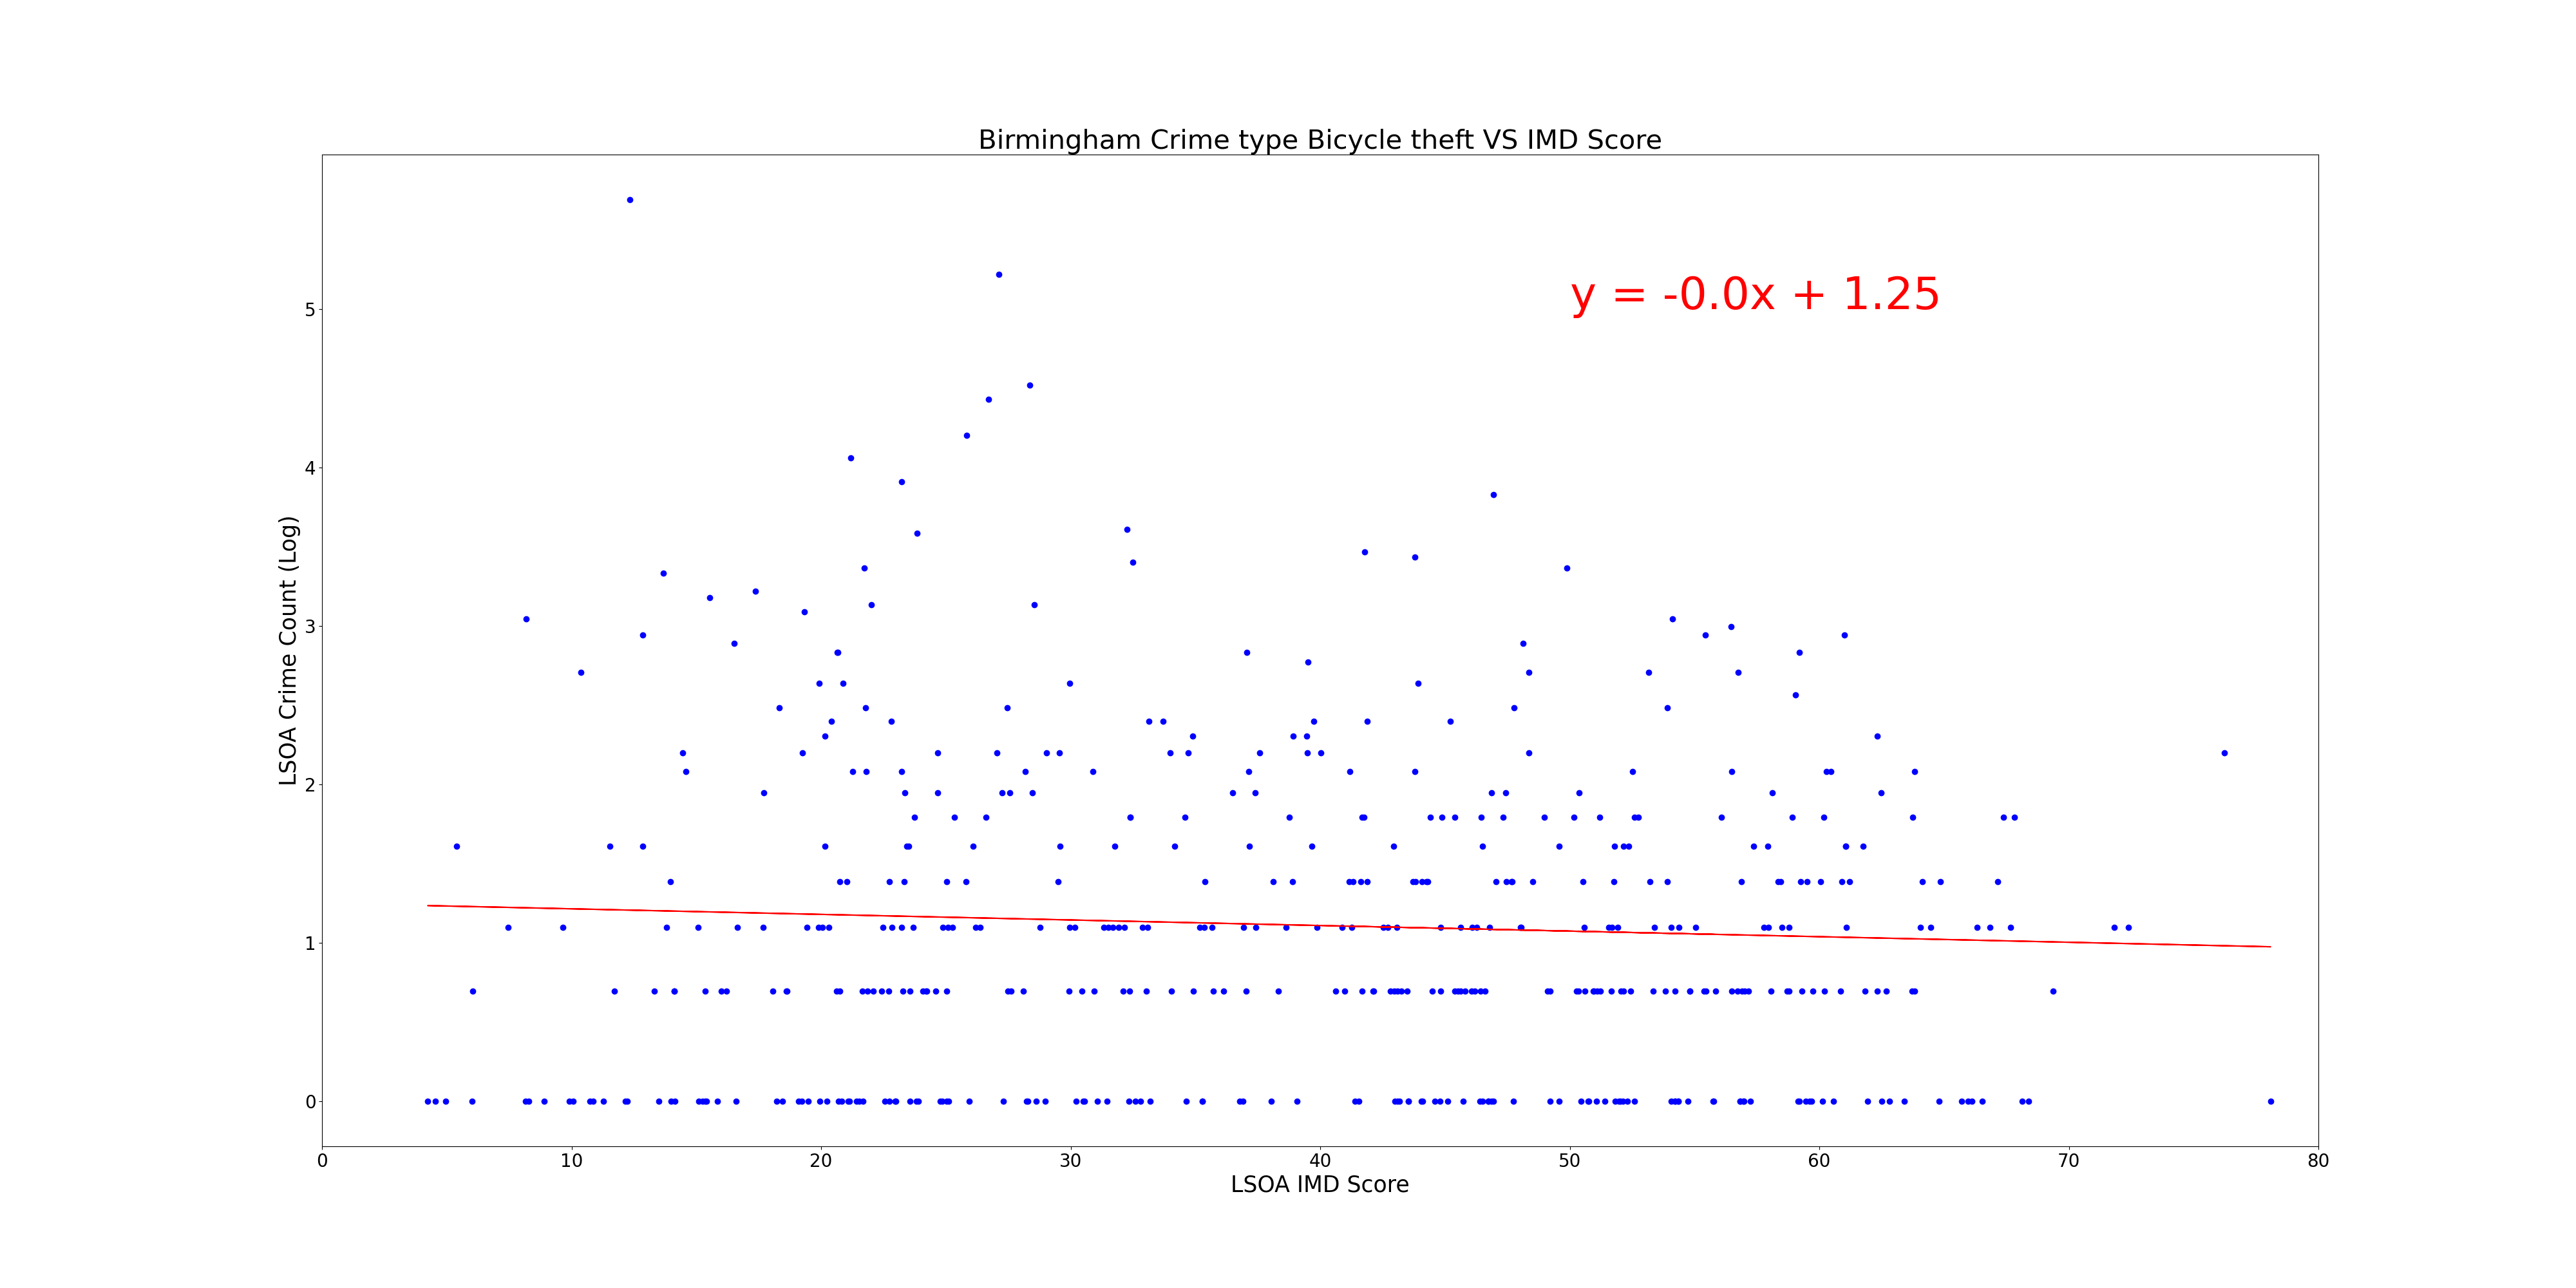 Birmingham Crime type Bicycle theft VS IMD Score
y = -0.0x + 1.25
5
4
3
2
1
0
LSOA Crime Count (Log)
0 10 20 30 40 50 60 70 80
LSOA IMD Score